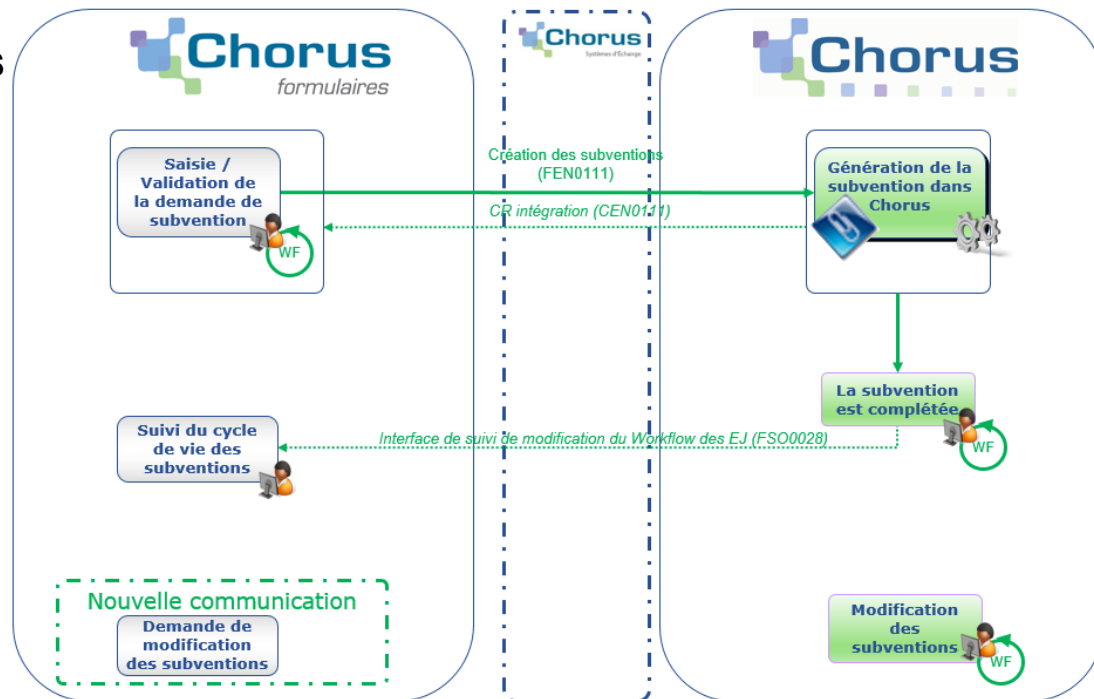 s
Chorus
formulaires
Chorus
Systèmes d'Échange
Chorus
Saisie /
Validation de
la demande de
subvention
WF
Création des subventions
(FEN0111)
CR intégration (CEN0111)
Génération de la
subvention dans
Chorus
La subvention
est complétée
WF
Suivi du cycle
de vie des
subventions
Interface de suivi de modification du Workflow des EJ (FSO0028)
Nouvelle communication
Demande de
modification
des subventions
Modification
des
subventions
WF